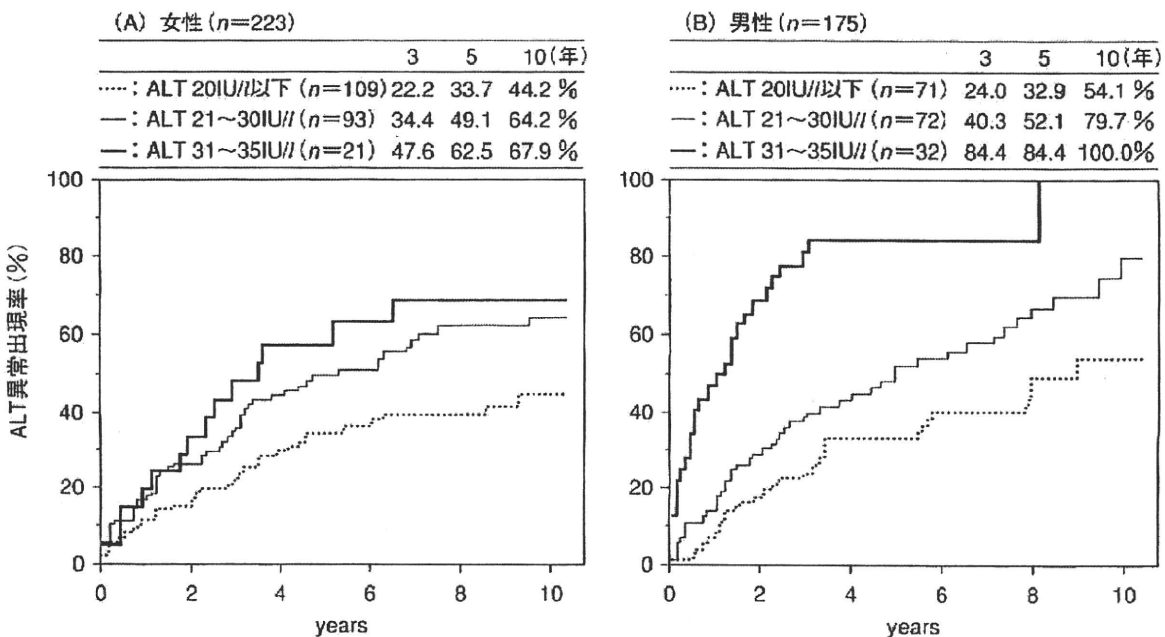 (A) 女性(n=223)
3 5 10(年)
‥‥: ALT 20IU/l以下 (n=109) 22.2 33.7 44.2 %
—: ALT 21~30IU/l (n=93) 34.4 49.1 64.2 %
—: ALT 31~35IU/l (n=21) 47.6 62.5 67.9 %
100
80
60
40
20
0
ALT異常出現率(%)
0 2 4 6 8 10
years
(B) 男性(n=175)
3 5 10(年)
‥‥: ALT 20IU/l以下 (n=71) 24.0 32.9 54.1 %
—: ALT 21~30IU/l (n=72) 40.3 52.1 79.7 %
—: ALT 31~35IU/l (n=32) 84.4 84.4 100.0%
100
80
60
40
20
0
0 2 4 6 8 10
years